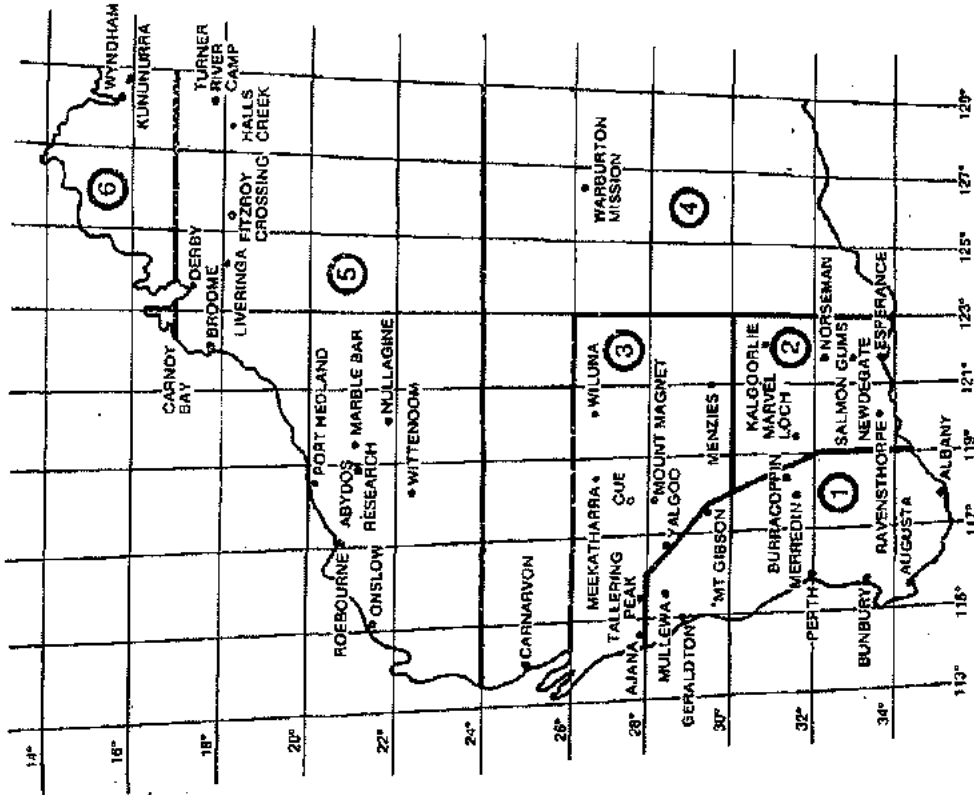 14°
16°
18°
20°
22°
24°
26°
28°
30°
32°
34°
113°
115°
117°
119°
121°
123°
125°
127°
129°
WYNDHAM
KUNUNURRA
6
TURNER
RIVER
CAMP
HALLS
CREEK
FITZROY
CROSSING
DERBY
BROOME
LIVERINGA
CARNOT
BAY
5
PORT HEDLAND
ABYDOS
RESEARCH
MARBLE BAR
NULLAGINE
WITTENOOM
ROEBOURNE
ONSLOW
CARNARVON
WARBURTON
MISSION
4
3
WILUNA
MEEKATHARRA
CUE
MOUNT MAGNET
YALGOO
MENZIES
TALLERING
PEAK
AJANA
MULLEWA
GERALDTON
MT GIBSON
KALGOORLIE
MARVEL
LOCH
2
NORSEMAN
SALMON GUMS
ESPERANCE
NEWDEGATE
BURRACOPPIN
MERREDIN
1
RAVENSTHORPE
PERTH
BUNBURY
AUGUSTA
ALBANY